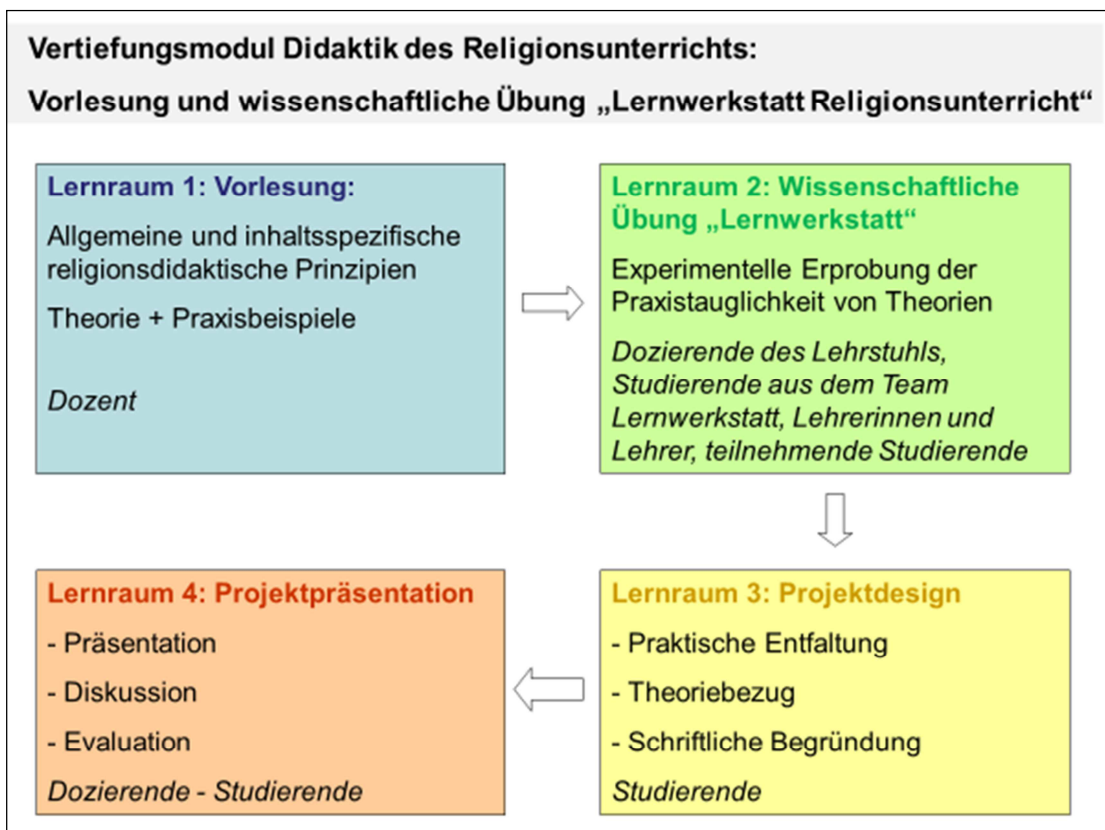 Vertiefungsmodul Didaktik des Religionsunterrichts:
Vorlesung und wissenschaftliche Übung „Lernwerkstatt Religionsunterricht“
Lernraum 1: Vorlesung:
Allgemeine und inhaltsspezifische
religionsdidaktische Prinzipien
Theorie + Praxisbeispiele
Dozent
Lernraum 2: Wissenschaftliche
Übung „Lernwerkstatt“
Experimentelle Erprobung der
Praxistauglichkeit von Theorien
Dozierende des Lehrstuhls,
Studierende aus dem Team
Lernwerkstatt, Lehrerinnen und
Lehrer, teilnehmende Studierende
Lernraum 3: Projektdesign
- Praktische Entfaltung
- Theoriebezug
- Schriftliche Begründung
Studierende
Lernraum 4: Projektpräsentation
- Präsentation
- Diskussion
- Evaluation
Dozierende - Studierende